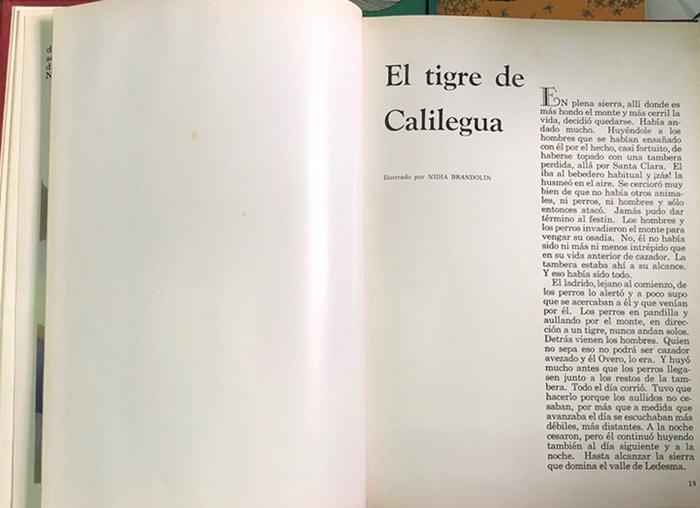 d
s
d
N
El tigre de
Calilegua
Ilustrado por NIDIA BRANDOLIN
EN plena sierra, allí donde es
más hondo el monte y más cerril la
vida, decidió quedarse. Había an-
dado mucho. Huyéndole a los
hombres que se habían ensañado
con él por el hecho, casi fortuito, de
haberse topado con una tambera
perdida, allá por Santa Clara. El
iba al bebedero habitual y ¡zás! la
husmeó en el aire. Se cercioró muy
bien de que no había otros anima-
les, ni perros, ni hombres y sólo
entonces atacó. Jamás pudo dar
término al festín. Los hombres y
los perros invadieron el monte para
vengar su osadía. No, él no había
sido ni más ni menos intrépido que
en su vida anterior de cazador. La
tambera estaba ahí a su alcance.
Y eso había sido todo.
El ladrido, lejano al comienzo, de
los perros lo alertó y a poco supo
que se acercaban a él y que venían
por él. Los perros en pandilla y
aullando por el monte, en direc-
ción a un tigre, nunca andan solos.
Detrás vienen los hombres. Quien
no sepa eso no podrá ser cazador
avezado y él Overo, lo era. Y huyó
mucho antes que los perros llega-
sen junto a los restos de la tam-
bera. Todo el día corrió. Tuvo que
hacerlo porque los aullidos no ce-
saban, por más que a medida que
avanzaba el día se escuchaban más
débiles, más distantes. A la noche
cesaron, pero él continuó huyendo
también al día siguiente y a la
noche. Hasta alcanzar la sierra
que domina el valle de Ledesma.
19